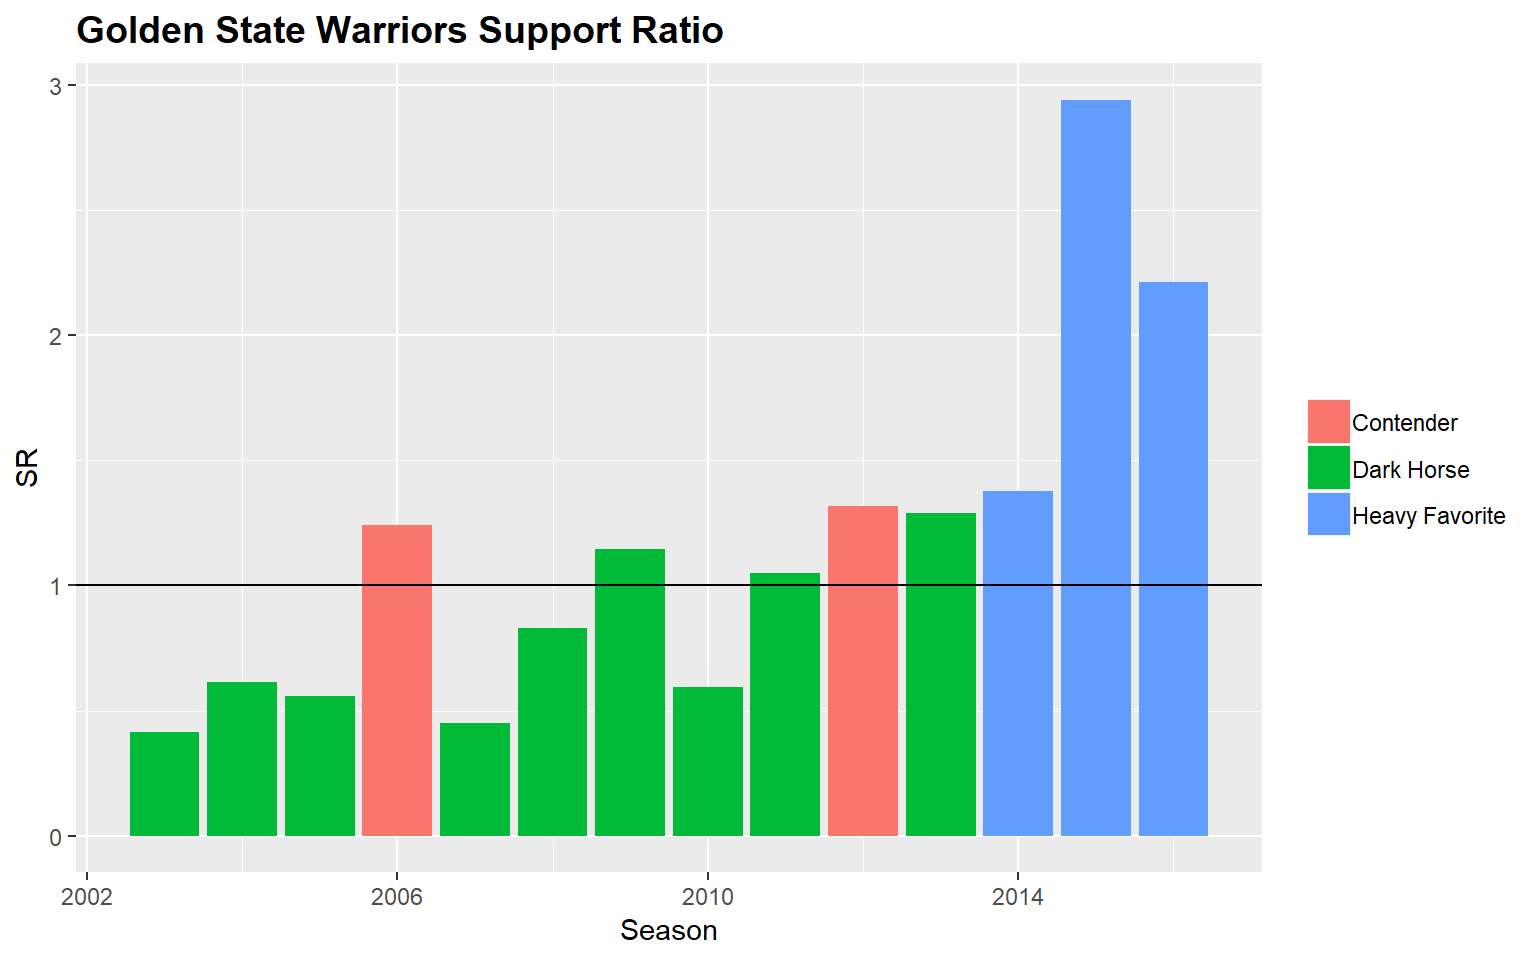 Golden State Warriors Support Ratio
3
2
1
0
SR
2002
2006
2010
2014
Season
Contender
Dark Horse
Heavy Favorite